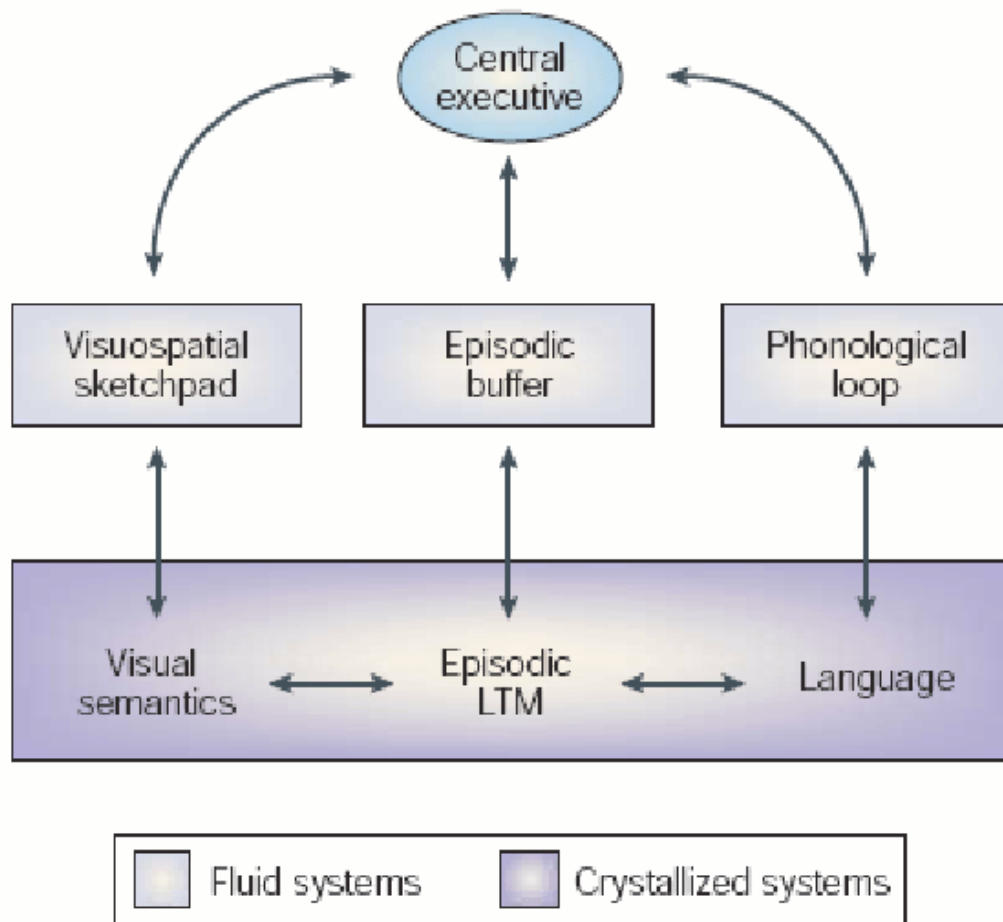 Central
executive
Visuospatial
sketchpad
Episodic
buffer
Phonological
loop
Visual
semantics
Episodic
LTM
Language
Fluid systems
Crystallized systems